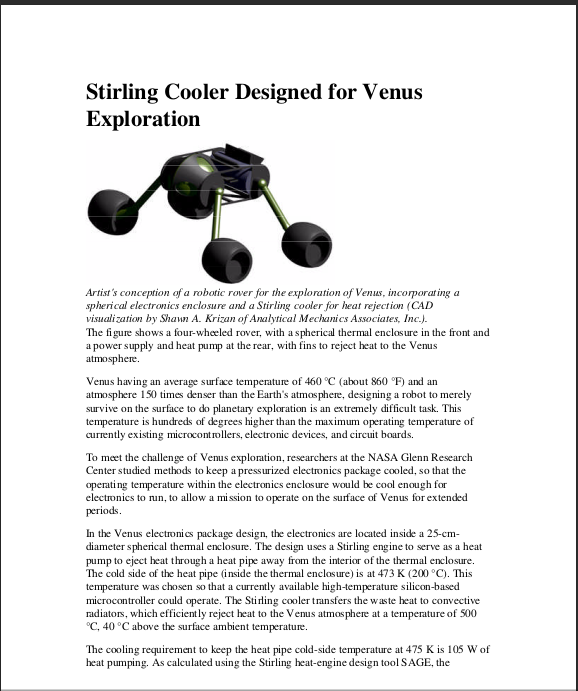 Stirling Cooler Designed for Venus
Exploration
Artist's conception of a robotic rover for the exploration of Venus, incorporating a
spherical electronics enclosure and a Stirling cooler for heat rejection (CAD
visualization by Shawn A. Krizan of Analytical Mechanics Associates, Inc.).
The figure shows a four-wheeled rover, with a spherical thermal enclosure in the front and
a power supply and heat pump at the rear, with fins to reject heat to the Venus
atmosphere.
Venus having an average surface temperature of 460 °C (about 860 °F) and an
atmosphere 150 times denser than the Earth's atmosphere, designing a robot to merely
survive on the surface to do planetary exploration is an extremely difficult task. This
temperature is hundreds of degrees higher than the maximum operating temperature of
currently existing microcontrollers, electronic devices, and circuit boards.
To meet the challenge of Venus exploration, researchers at the NASA Glenn Research
Center studied methods to keep a pressurized electronics package cooled, so that the
operating temperature within the electronics enclosure would be cool enough for
electronics to run, to allow a mission to operate on the surface of Venus for extended
periods.
In the Venus electronics package design, the electronics are located inside a 25-cm-
diameter spherical thermal enclosure. The design uses a Stirling engine to serve as a heat
pump to eject heat through a heat pipe away from the interior of the thermal enclosure.
The cold side of the heat pipe (inside the thermal enclosure) is at 473 K (200 °C). This
temperature was chosen so that a currently available high-temperature silicon-based
microcontroller could operate. The Stirling cooler transfers the waste heat to convective
radiators, which efficiently reject heat to the Venus atmosphere at a temperature of 500
°C, 40 °C above the surface ambient temperature.
The cooling requirement to keep the heat pipe cold-side temperature at 475 K is 105 W of
heat pumping. As calculated using the Stirling heat-engine design tool SAGE, the